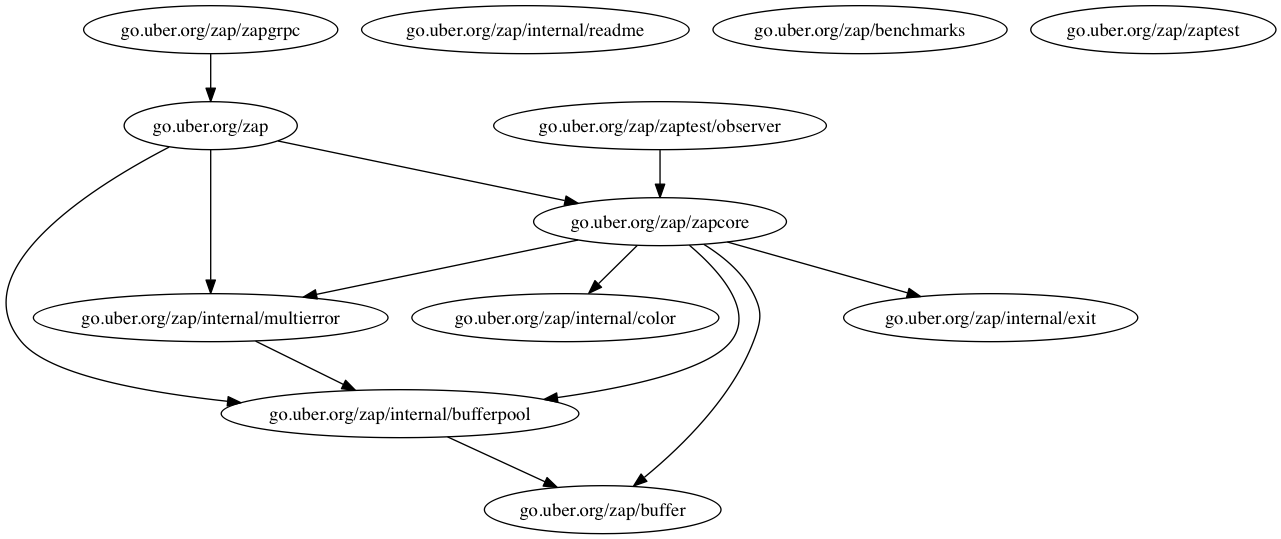 go.uber.org/zap/zapgrpc
go.uber.org/zap/internal/readme
go.uber.org/zap/benchmarks
go.uber.org/zap/zaptest
go.uber.org/zap
go.uber.org/zap/zaptest/observer
go.uber.org/zap/zapcore
go.uber.org/zap/internal/multierror
go.uber.org/zap/internal/color
go.uber.org/zap/internal/exit
go.uber.org/zap/internal/bufferpool
go.uber.org/zap/buffer